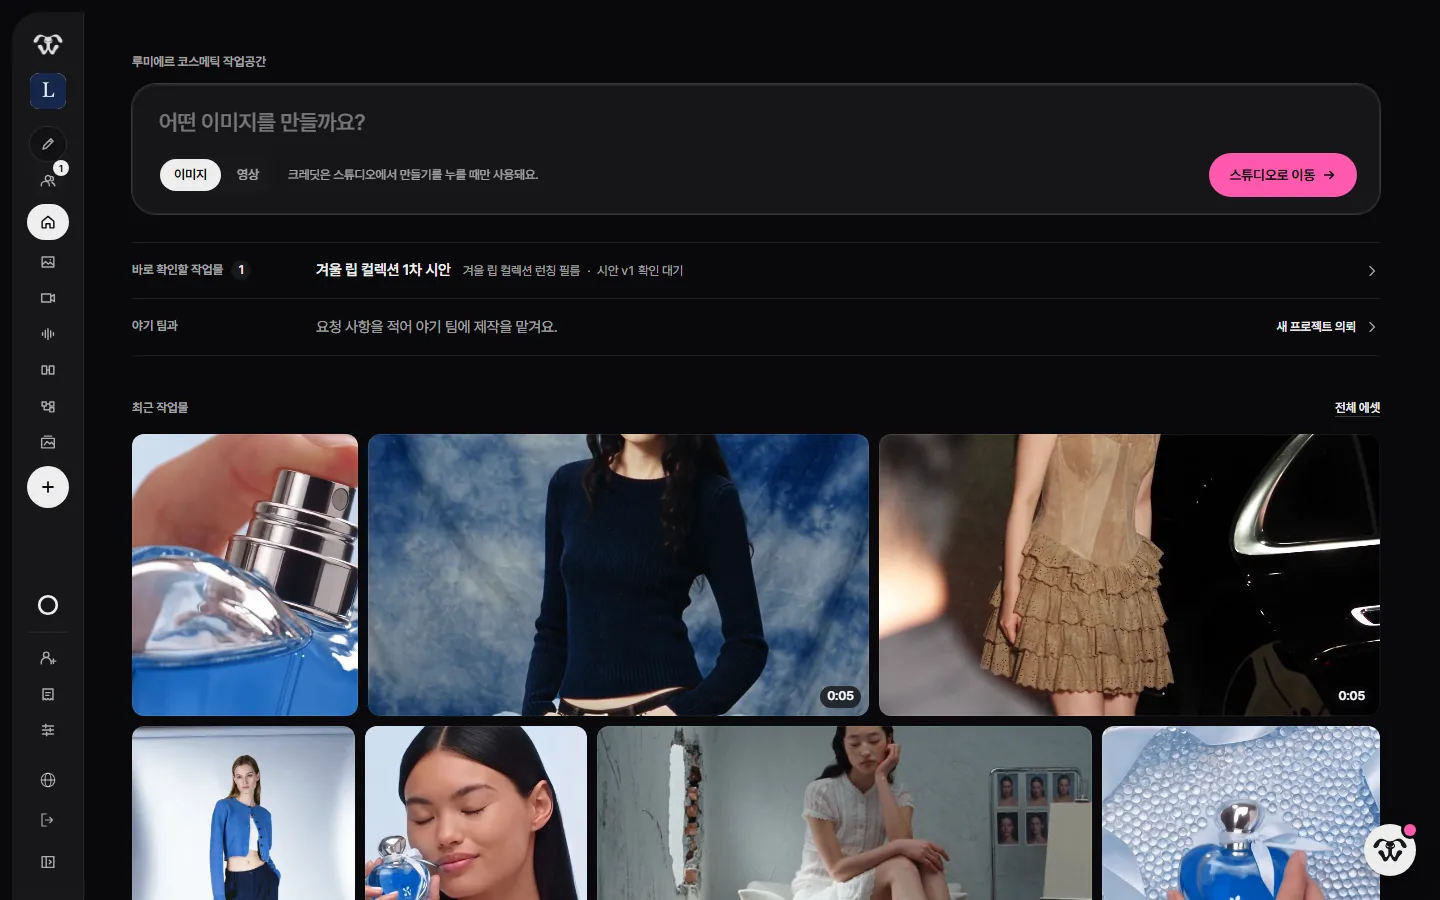 루미에르 코스메틱 작업공간
L
어떤 이미지를 만들까요?
1
이미지 영상 크레딧은 스튜디오에서 만들기를 누를 때만 사용돼요. 스튜디오로 이동 →
바로 확인할 작업물 1 겨울 립 컬렉션 1차 시안 겨울 립 컬렉션 런칭 필름 · 시안 v1 확인 대기
야기 팀과 요청 사항을 적어 야기 팀에 제작을 맡겨요. 새 프로젝트 의뢰
최근 작업물 전체 에셋
0:05 0:05